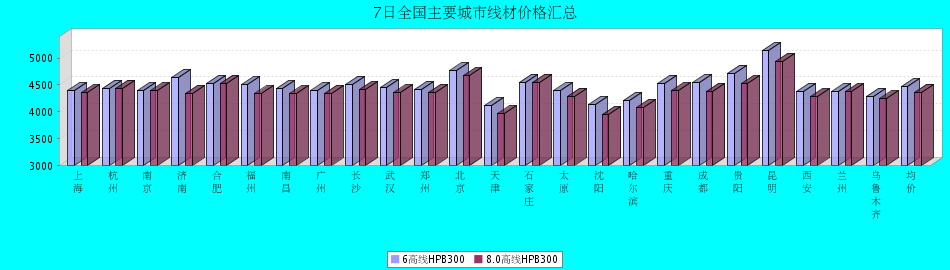 7日全国主要城市线材价格汇总
5000
4500
4000
3500
3000
上海
杭州
南京
济南
合肥
福州
南昌
广州
长沙
武汉
郑州
北京
天津
石家庄
太原
沈阳
哈尔滨
重庆
成都
贵阳
昆明
西安
兰州
乌鲁木齐
均价
6高线HPB300
8.0高线HPB300